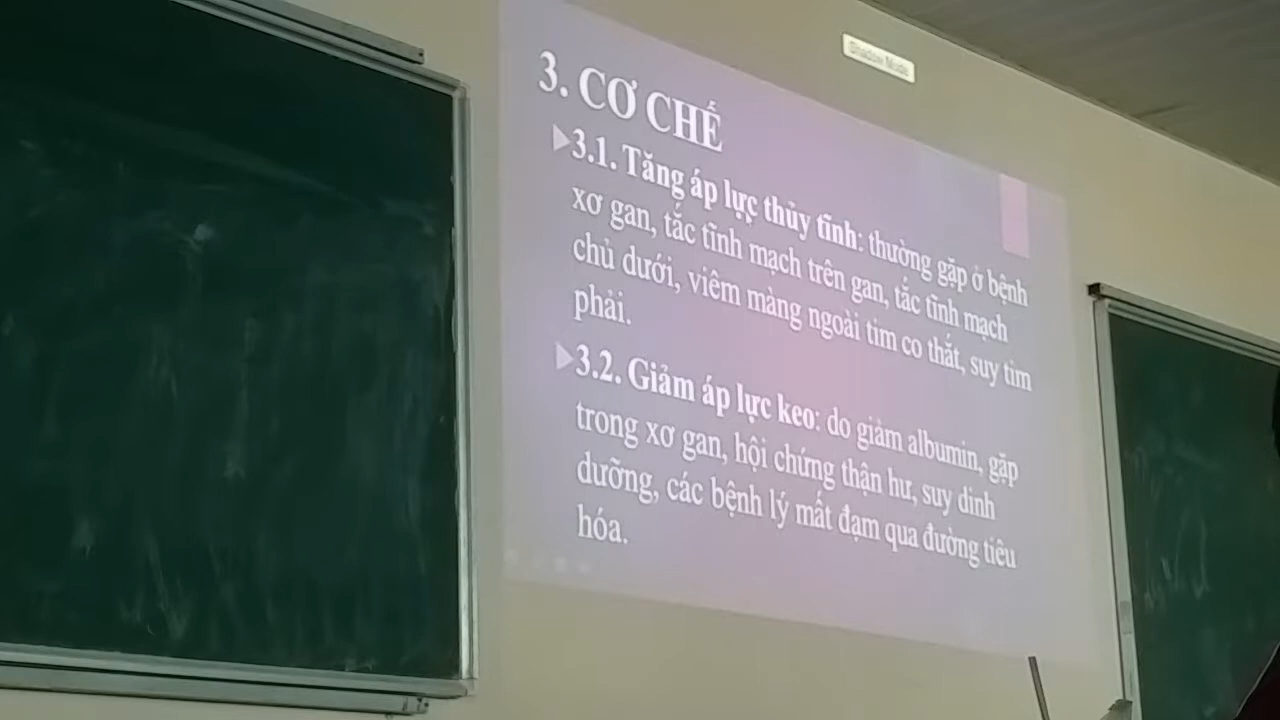 Shadow Mode
3. CƠ CHẾ
3.1. Tăng áp lực thủy tĩnh: thường gặp ở bệnh
xơ gan, tắc tĩnh mạch trên gan, tắc tĩnh mạch
chủ dưới, viêm màng ngoài tim co thắt, suy tim
phải.
3.2. Giảm áp lực keo: do giảm albumin, gặp
trong xơ gan, hội chứng thận hư, suy dinh
dưỡng, các bệnh lý mất đạm qua đường tiêu
hóa.